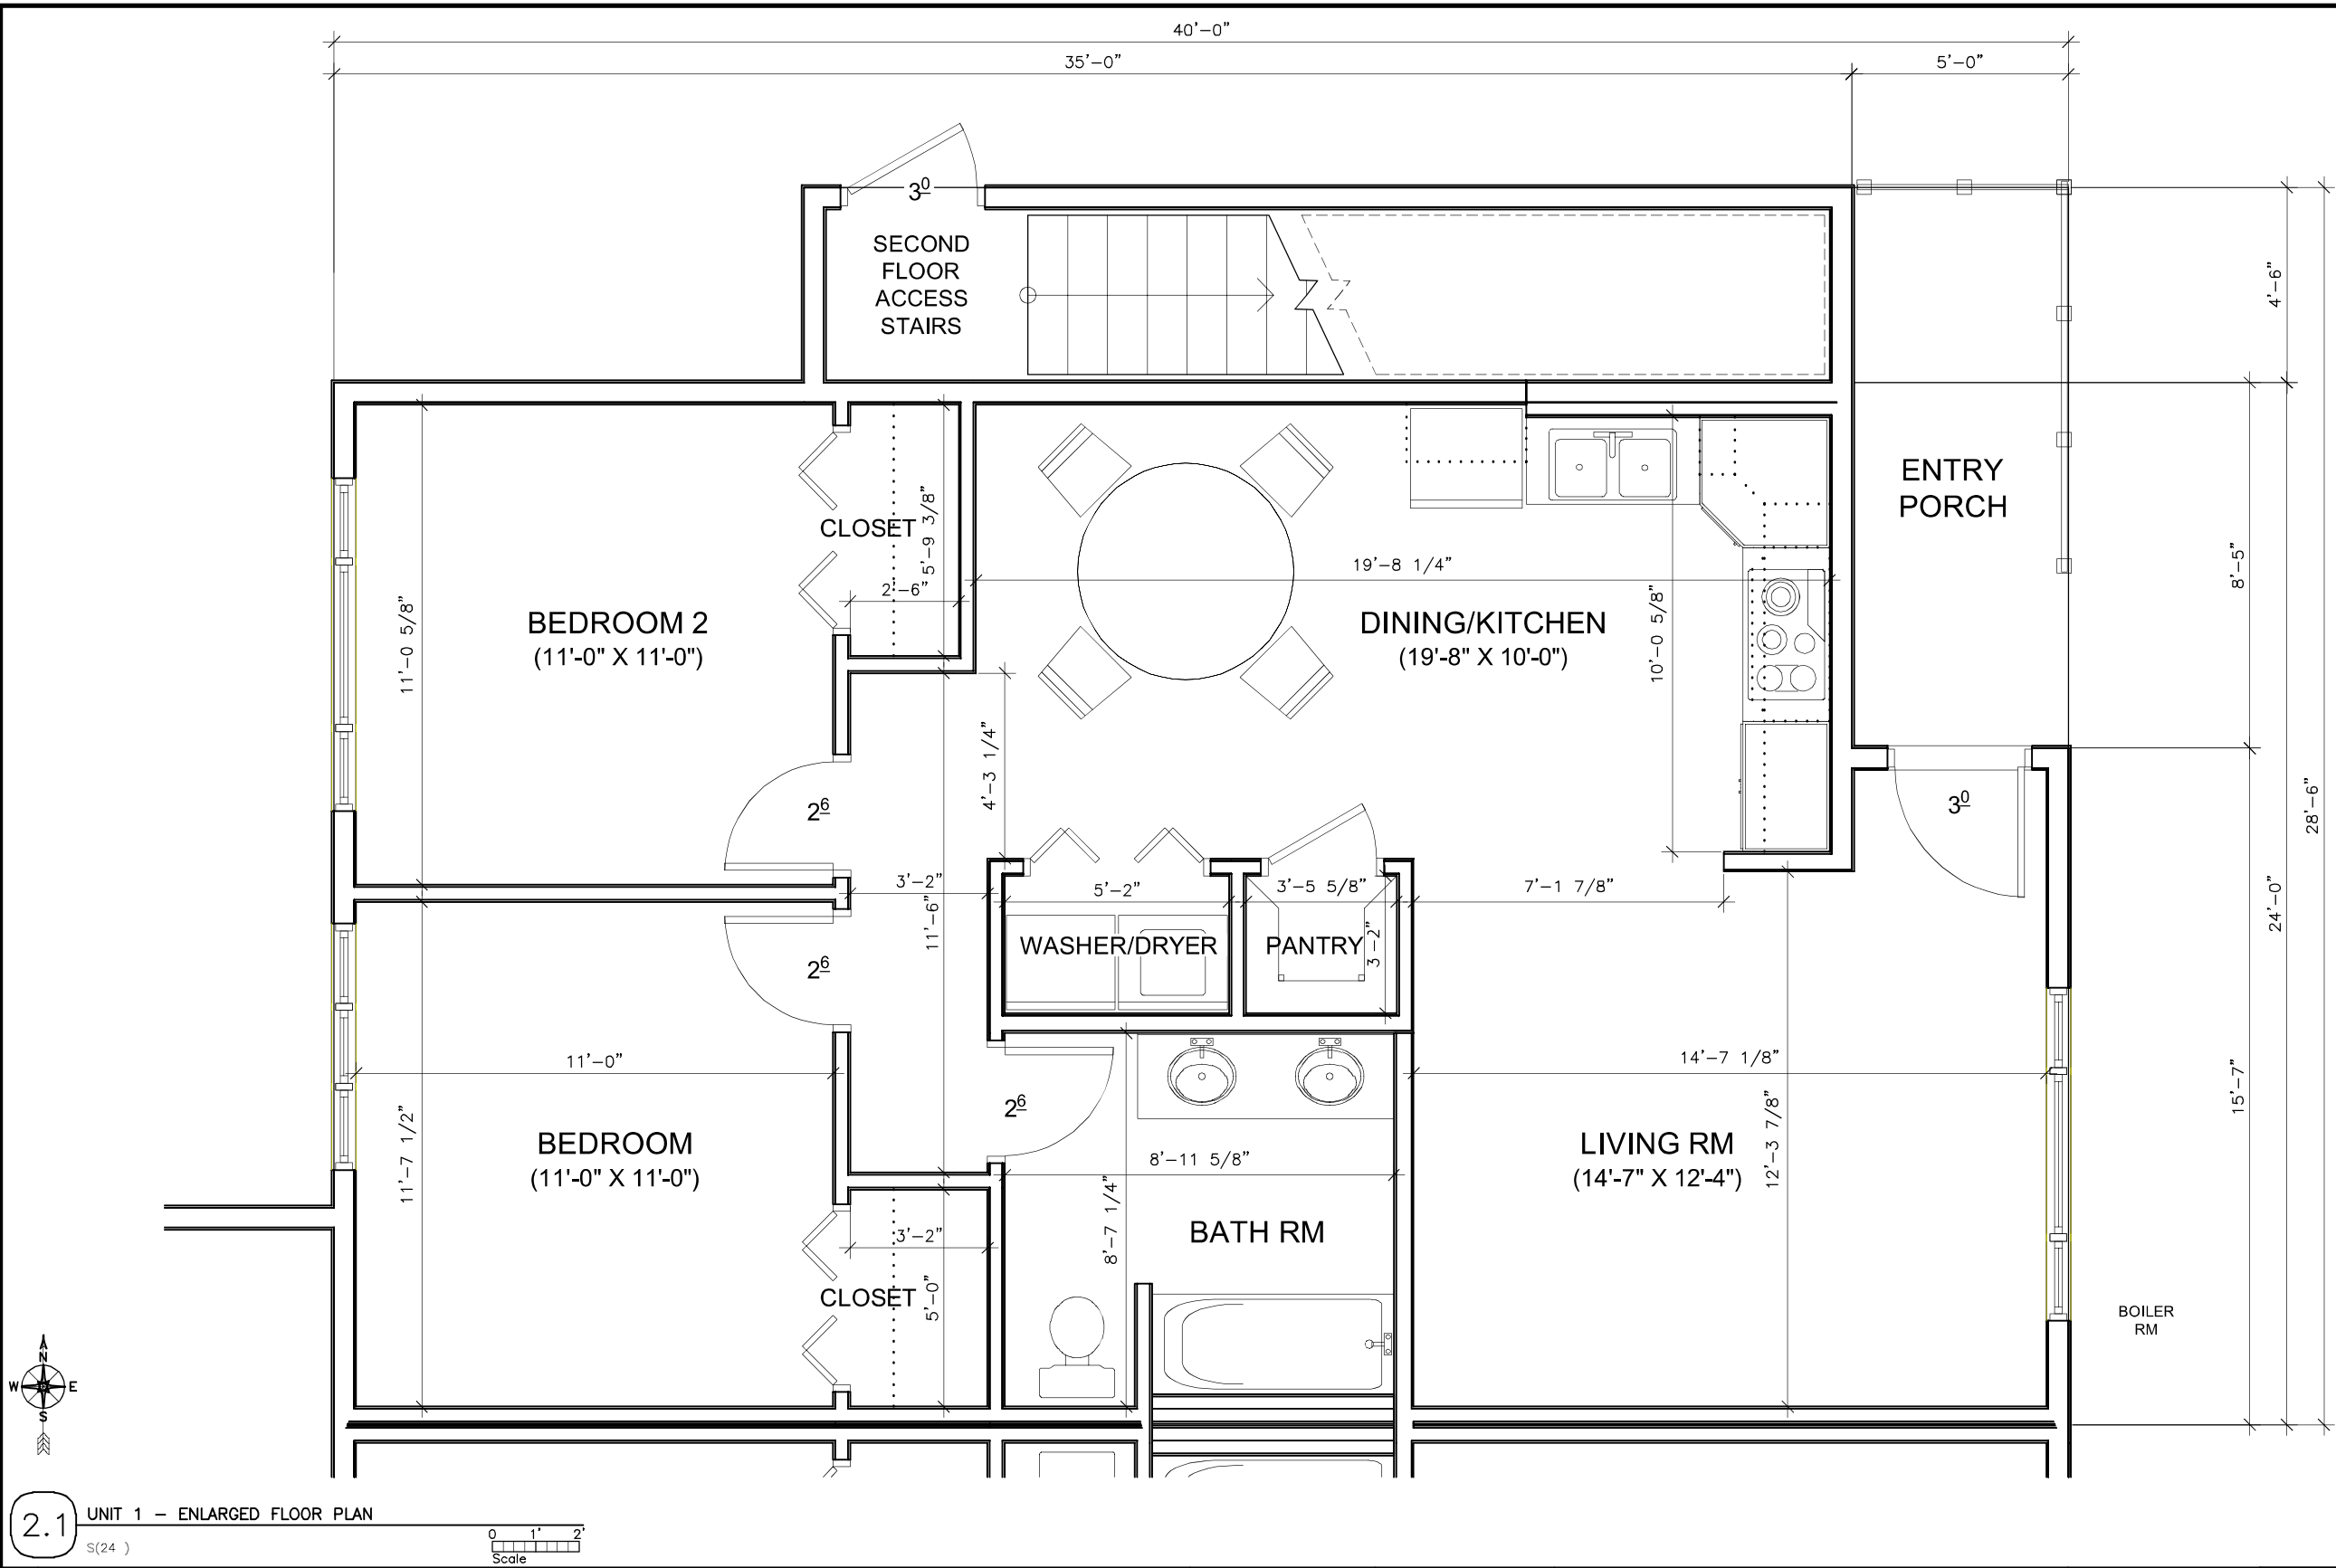 40'-0"
35'-0"
5'-0"
3⁰
SECOND
FLOOR
ACCESS
STAIRS
4'-6"
ENTRY
PORCH
CLOSET
5'-9 3/8"
2'-6"
19'-8 1/4"
BEDROOM 2
(11'-0" X 11'-0")
11'-0 5/8"
DINING/KITCHEN
(19'-8" X 10'-0")
10'-0 5/8"
8'-5"
4'-3 1/4"
2⁶
3⁰
28'-6"
24'-0"
3'-2"
11'-6"
5'-2"
3'-5 5/8"
7'-1 7/8"
WASHER/DRYER
PANTRY
3'-2"
2⁶
11'-0"
14'-7 1/8"
15'-7"
2⁶
BEDROOM
(11'-0" X 11'-0")
11'-7 1/2"
8'-11 5/8"
8'-7 1/4"
LIVING RM
(14'-7" X 12'-4")
12'-3 7/8"
BATH RM
3'-2"
CLOSET
5'-0"
BOILER
RM
N
W E
S
2.1
UNIT 1 – ENLARGED FLOOR PLAN
S(24 )
0 1' 2'
Scale